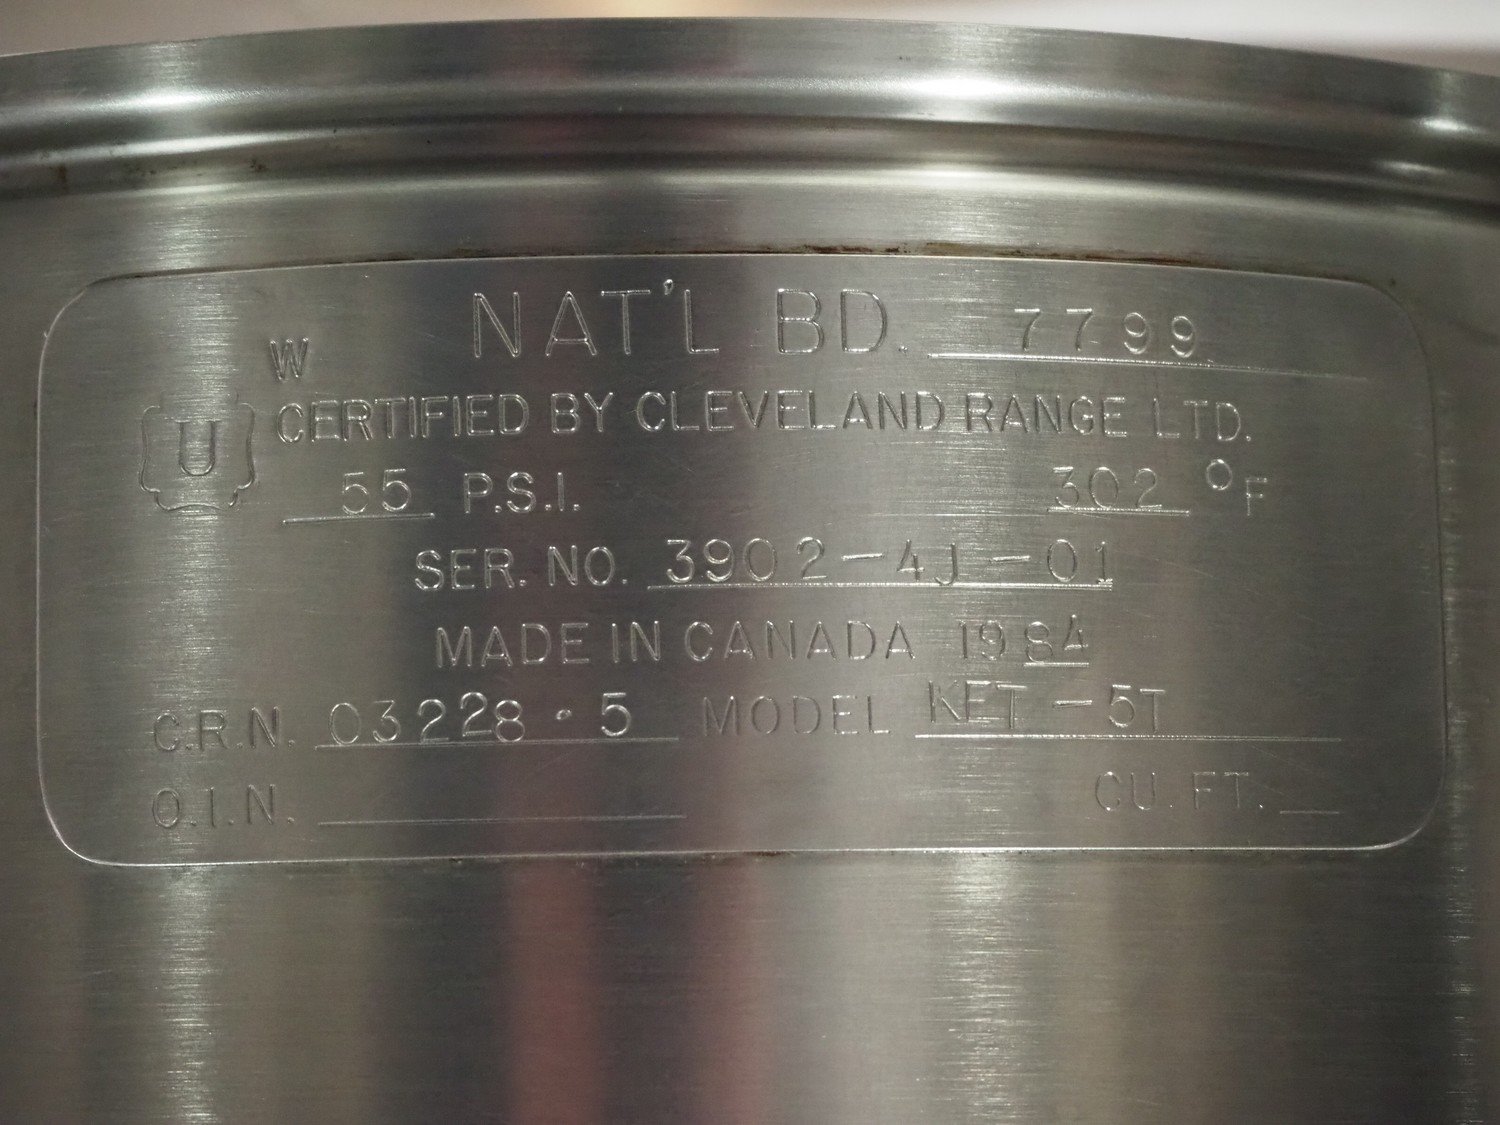 NAT'L BD. 7799
W
U
CERTIFIED BY CLEVELAND RANGE LTD.
55 P.S.I. 302 °F
SER. NO. 3902-4J-01
MADE IN CANADA 1984
C.R.N. 03228.5 MODEL KET-5T
O.I.N. CU. FT.